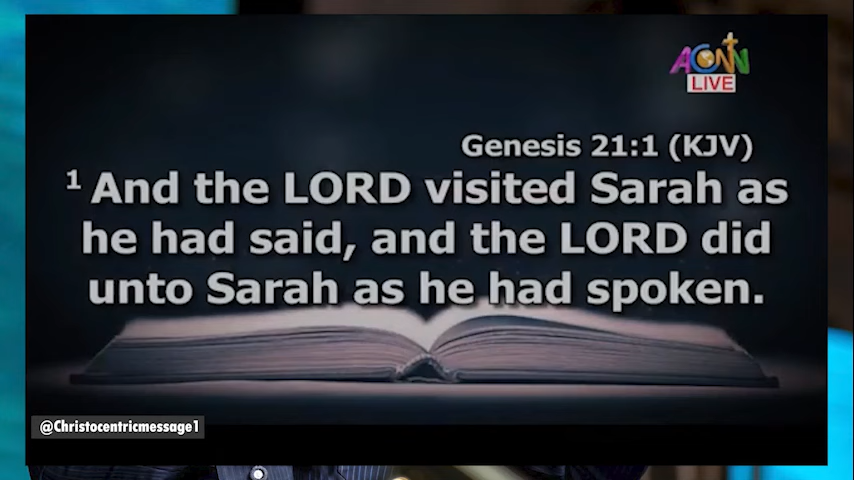 ACNN
LIVE
Genesis 21:1 (KJV)
1 And the LORD visited Sarah as
he had said, and the LORD did
unto Sarah as he had spoken.
@Christocentricmessage1